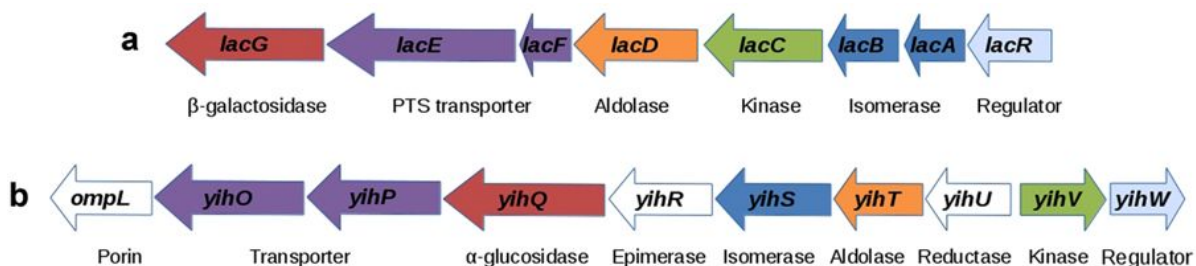 a
lacG lacE lacF lacD lacC lacB lacA lacR
β-galactosidase PTS transporter Aldolase Kinase Isomerase Regulator
b
ompL yihO yihP yihQ yihR yihS yihT yihU yihV yihW
Porin Transporter α-glucosidase Epimerase Isomerase Aldolase Reductase Kinase Regulator